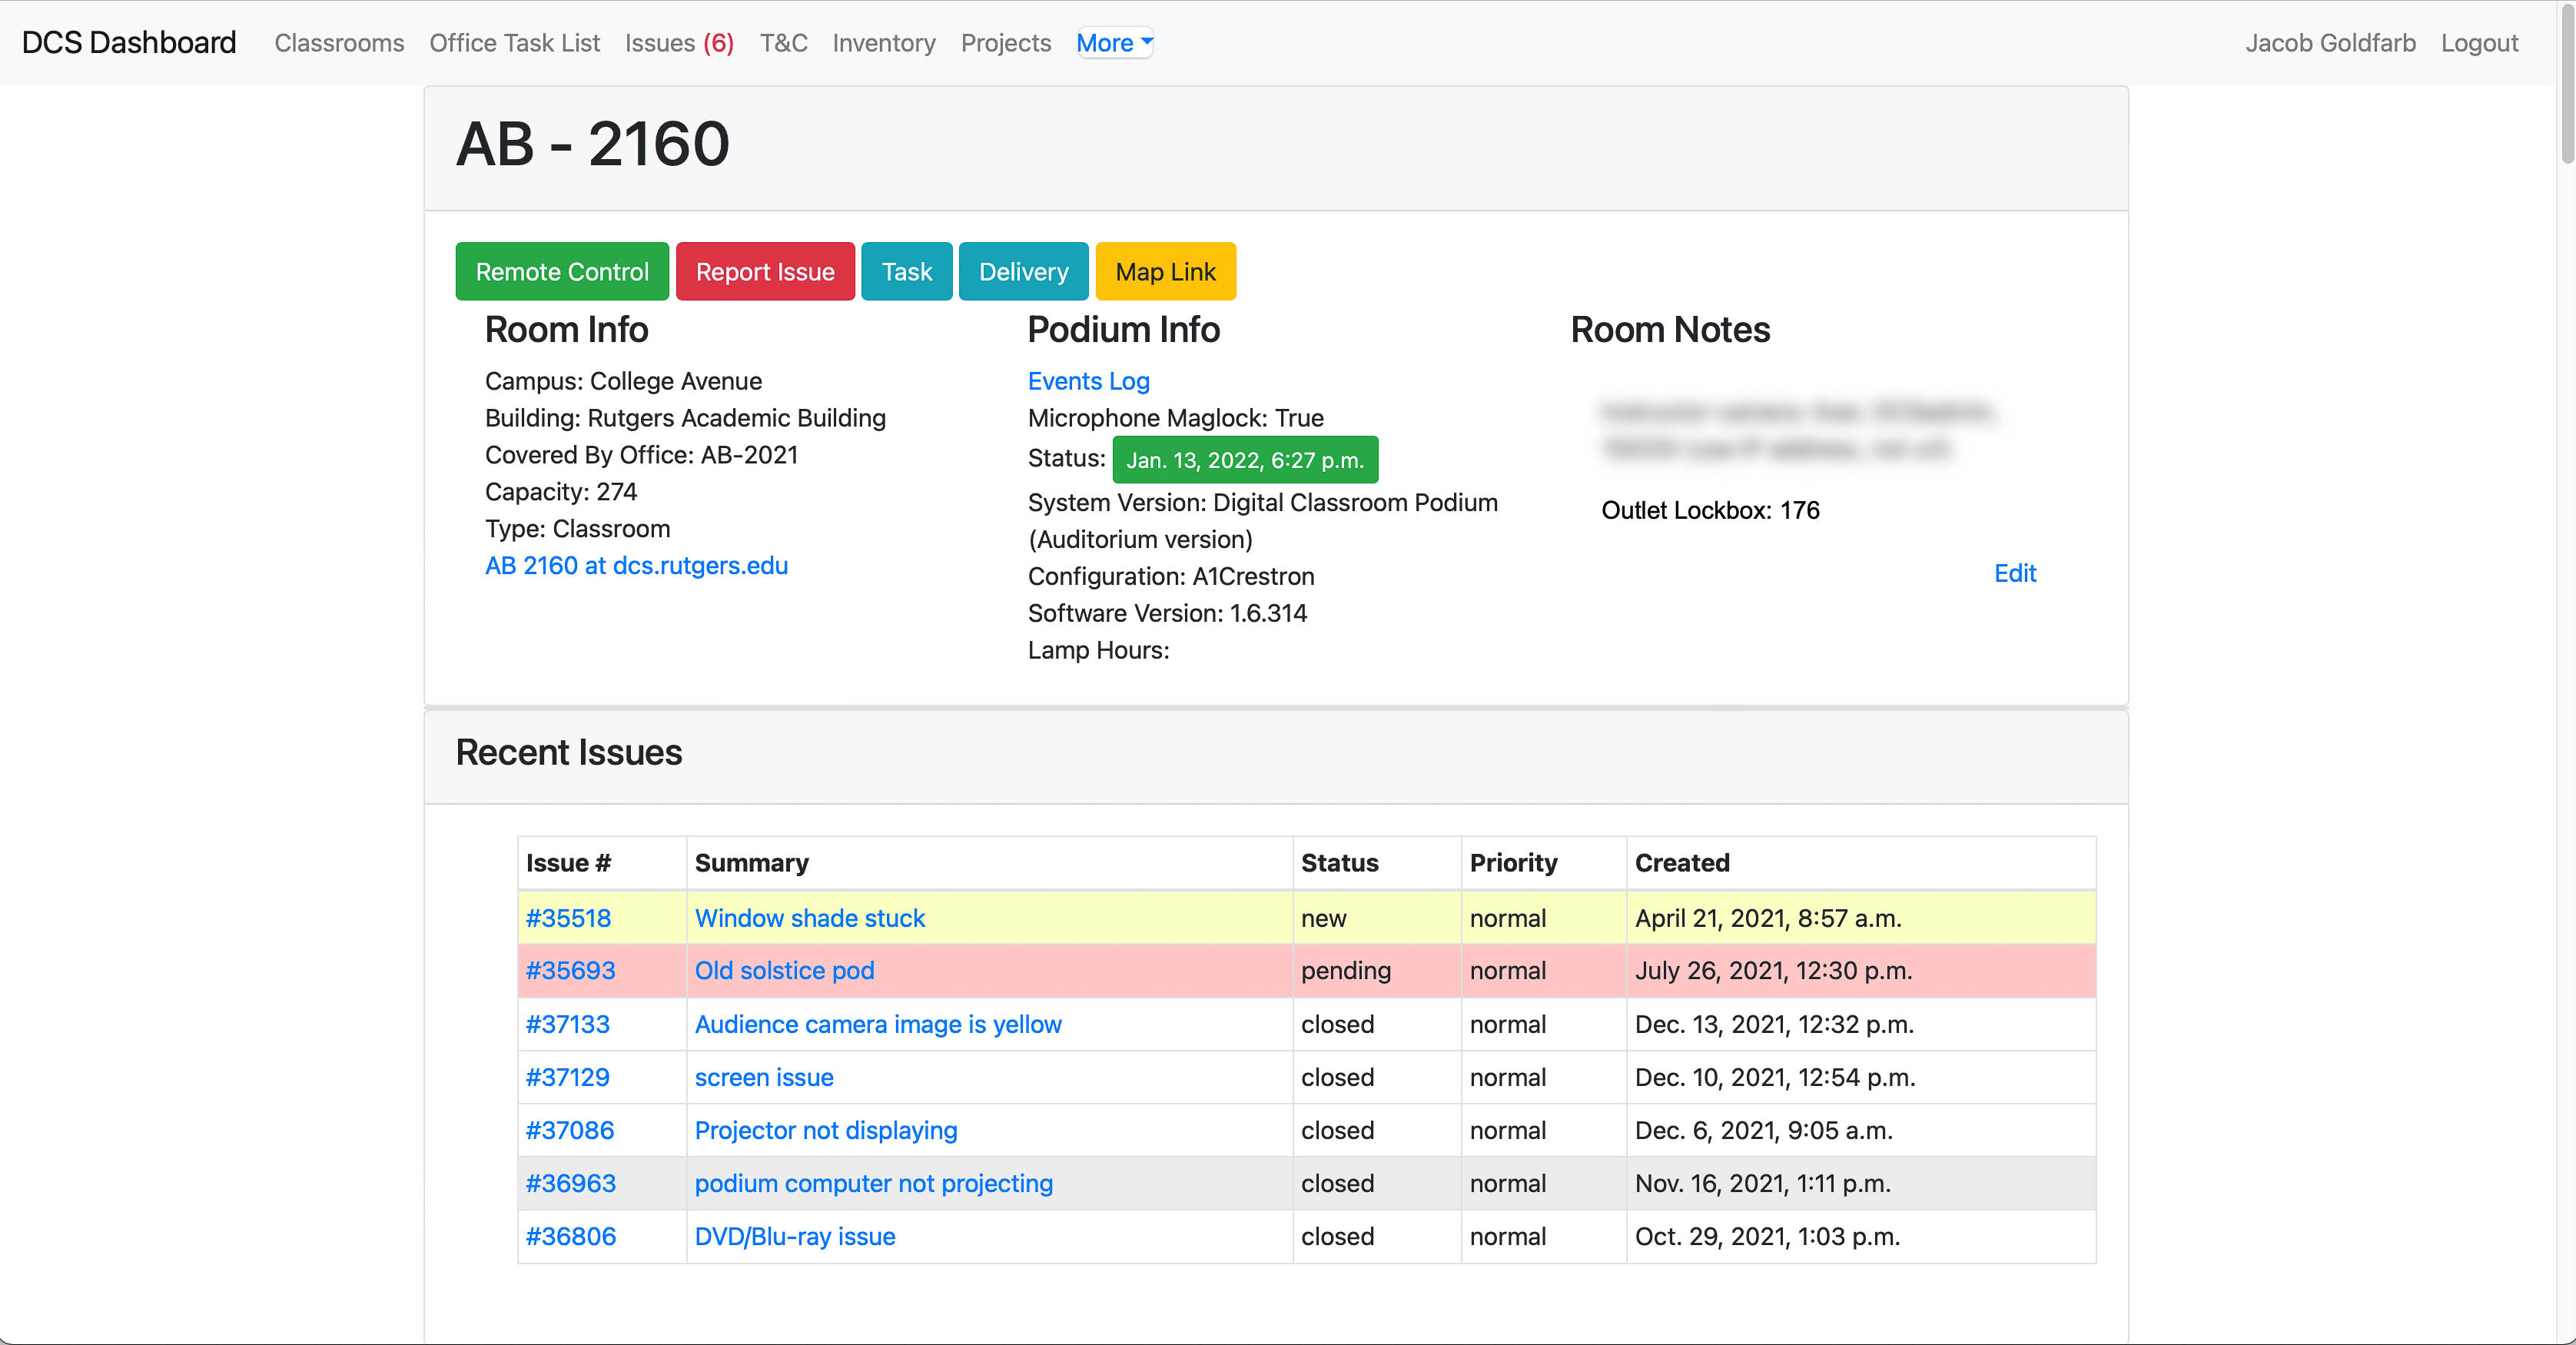 DCS Dashboard Classrooms Office Task List Issues (6) T&C Inventory Projects More Jacob Goldfarb Logout
AB - 2160
Remote Control Report Issue Task Delivery Map Link
Room Info
Campus: College Avenue
Building: Rutgers Academic Building
Covered By Office: AB-2021
Capacity: 274
Type: Classroom
AB 2160 at dcs.rutgers.edu
Podium Info
Events Log
Microphone Maglock: True
Status: Jan. 13, 2022, 6:27 p.m.
System Version: Digital Classroom Podium
(Auditorium version)
Configuration: A1Crestron
Software Version: 1.6.314
Lamp Hours:
Room Notes
Outlet Lockbox: 176
Edit
Recent Issues
Issue # Summary Status Priority Created
#35518 Window shade stuck new normal April 21, 2021, 8:57 a.m.
#35693 Old solstice pod pending normal July 26, 2021, 12:30 p.m.
#37133 Audience camera image is yellow closed normal Dec. 13, 2021, 12:32 p.m.
#37129 screen issue closed normal Dec. 10, 2021, 12:54 p.m.
#37086 Projector not displaying closed normal Dec. 6, 2021, 9:05 a.m.
#36963 podium computer not projecting closed normal Nov. 16, 2021, 1:11 p.m.
#36806 DVD/Blu-ray issue closed normal Oct. 29, 2021, 1:03 p.m.